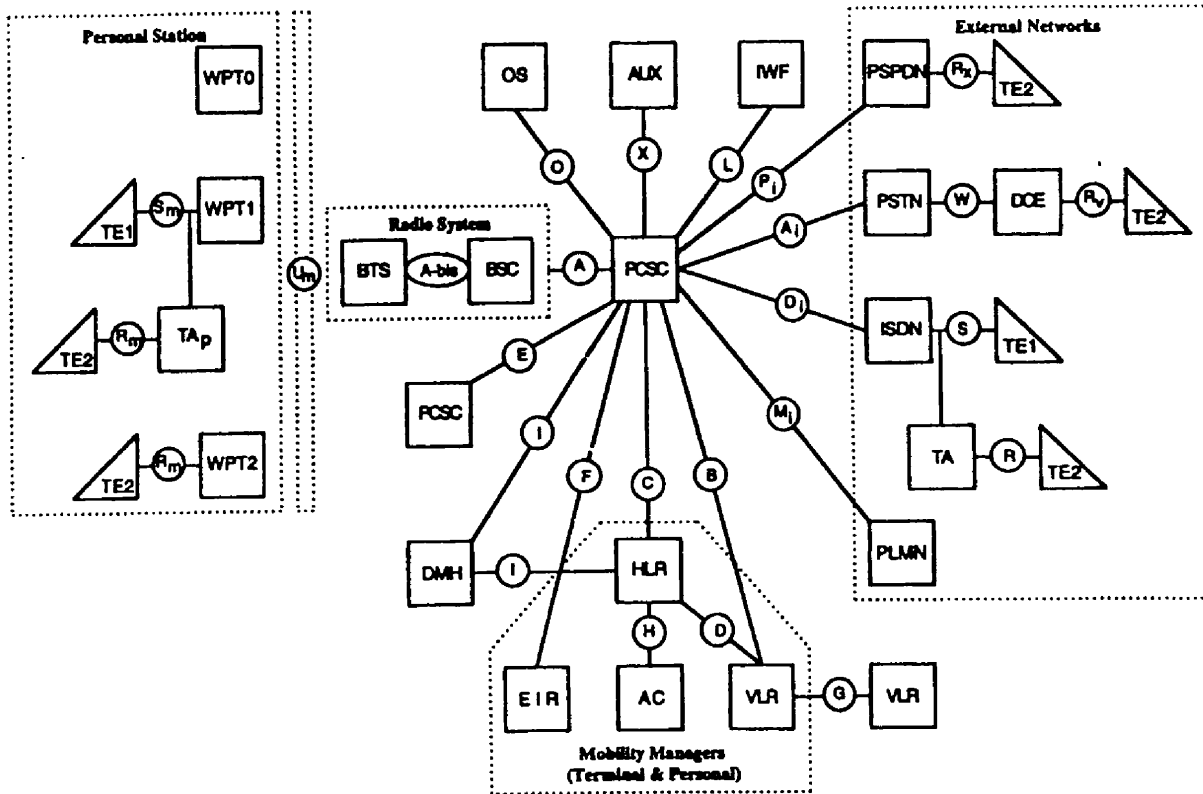 Personal Station
External Networks
WPT0
OS
AUX
IWF
PSPDN
Rx
TE2
O
X
L
Pi
TE1
Sm
WPT1
Radio System
BTS
A-bis
BSC
A
PCSC
Ai
PSTN
W
DCE
Rv
TE2
Um
Di
ISDN
S
TE1
TE2
Rm
TAp
E
PCSC
I
F
C
B
Mi
TA
R
TE2
TE2
Rm
WPT2
DMH
I
HLR
PLMN
H
D
EIR
AC
VLR
G
VLR
Mobility Managers
(Terminal & Personal)